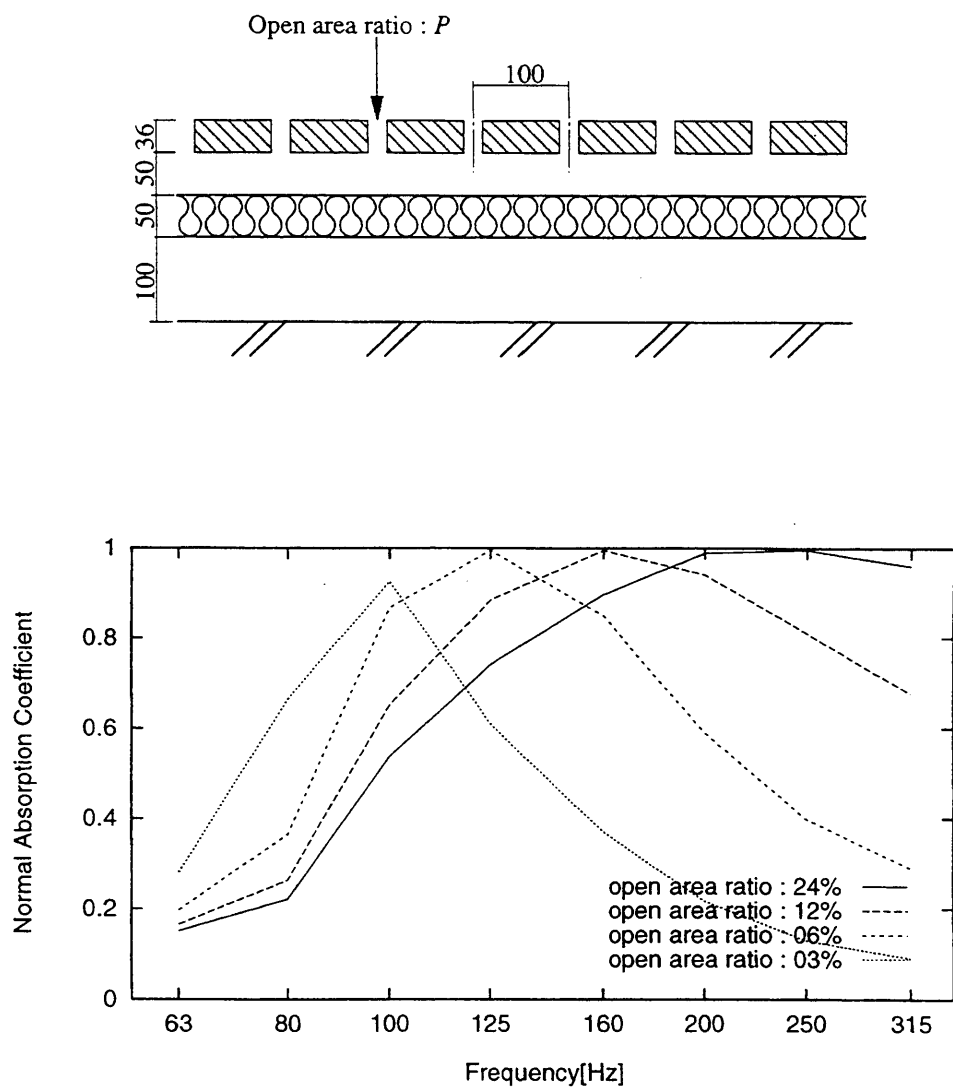 Open area ratio : P
100
36
50
50
100
Normal Absorption Coefficient
1
0.8
0.6
0.4
0.2
0
open area ratio : 24%
open area ratio : 12%
open area ratio : 06%
open area ratio : 03%
63 80 100 125 160 200 250 315
Frequency[Hz]